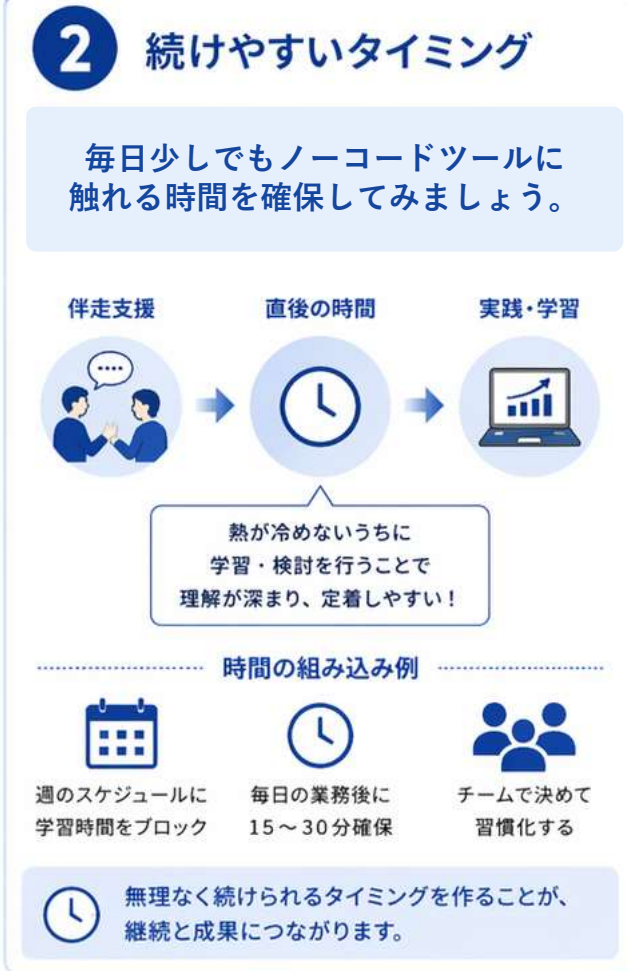 2 続けやすいタイミング
毎日少しでもノーコードツールに
触れる時間を確保してみましょう。
伴走支援
直後の時間
実践・学習
熱が冷めないうちに
学習・検討を行うことで
理解が深まり、定着しやすい！
時間の組み込み例
週のスケジュールに
学習時間をブロック
毎日の業務後に
15〜30分確保
チームで決めて
習慣化する
無理なく続けられるタイミングを作ることが、
継続と成果につながります。